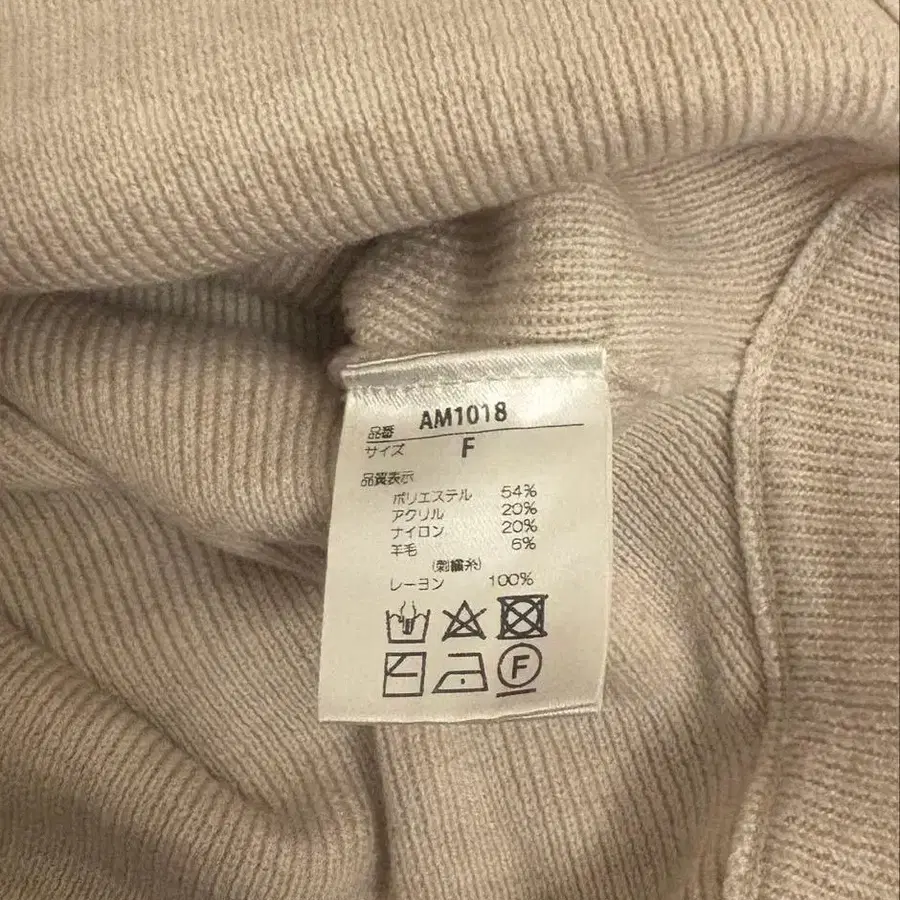 品番 AM1018
サイズ F
品質表示
ポリエステル 54%
アクリル 20%
ナイロン 20%
羊毛 6%
(刺繍糸)
レーヨン 100%
F